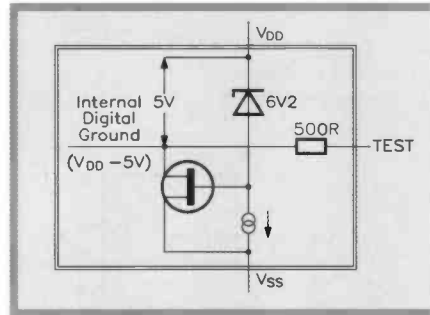 VDD
Internal 5V
Digital
Ground
(VDD -5V)
6V2
500R
TEST
VSS